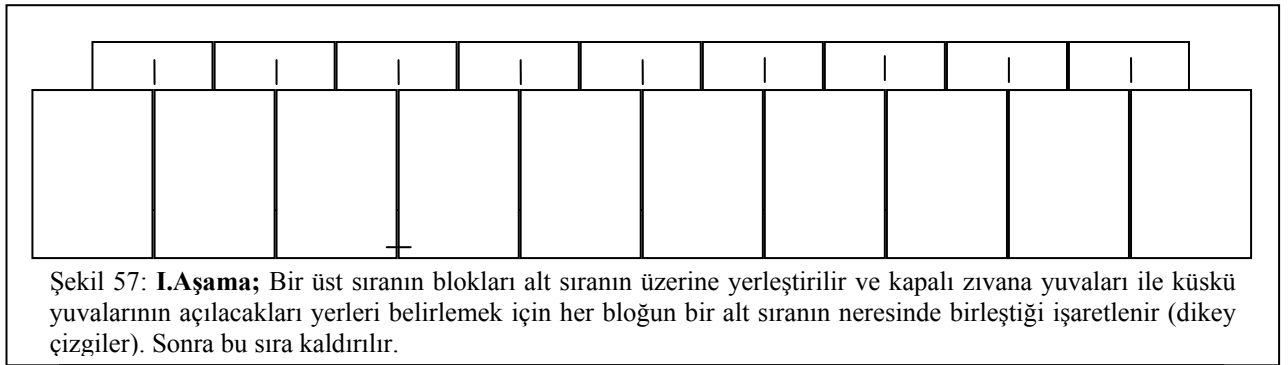 Şekil 57: I.Aşama; Bir üst sıranın blokları alt sıranın üzerine yerleştirilir ve kapalı zıvana yuvaları ile küskü
yuvalarının açılacakları yerleri belirlemek için her bloğun bir alt sıranın neresinde birleştiği işaretlenir (dikey
çizgiler). Sonra bu sıra kaldırılır.